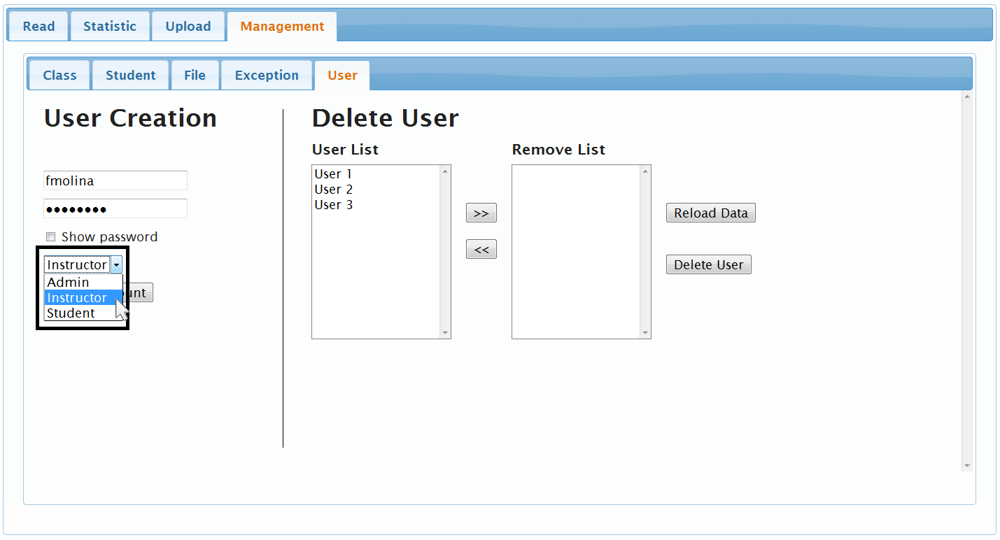 Read Statistic Upload Management
Class Student File Exception User
User Creation
fmolina
●●●●●●●●
Show password
Instructor
Admin
Instructor
Student
Delete User
User List
User 1
User 2
User 3
>>
<<
Remove List
Reload Data
Delete User